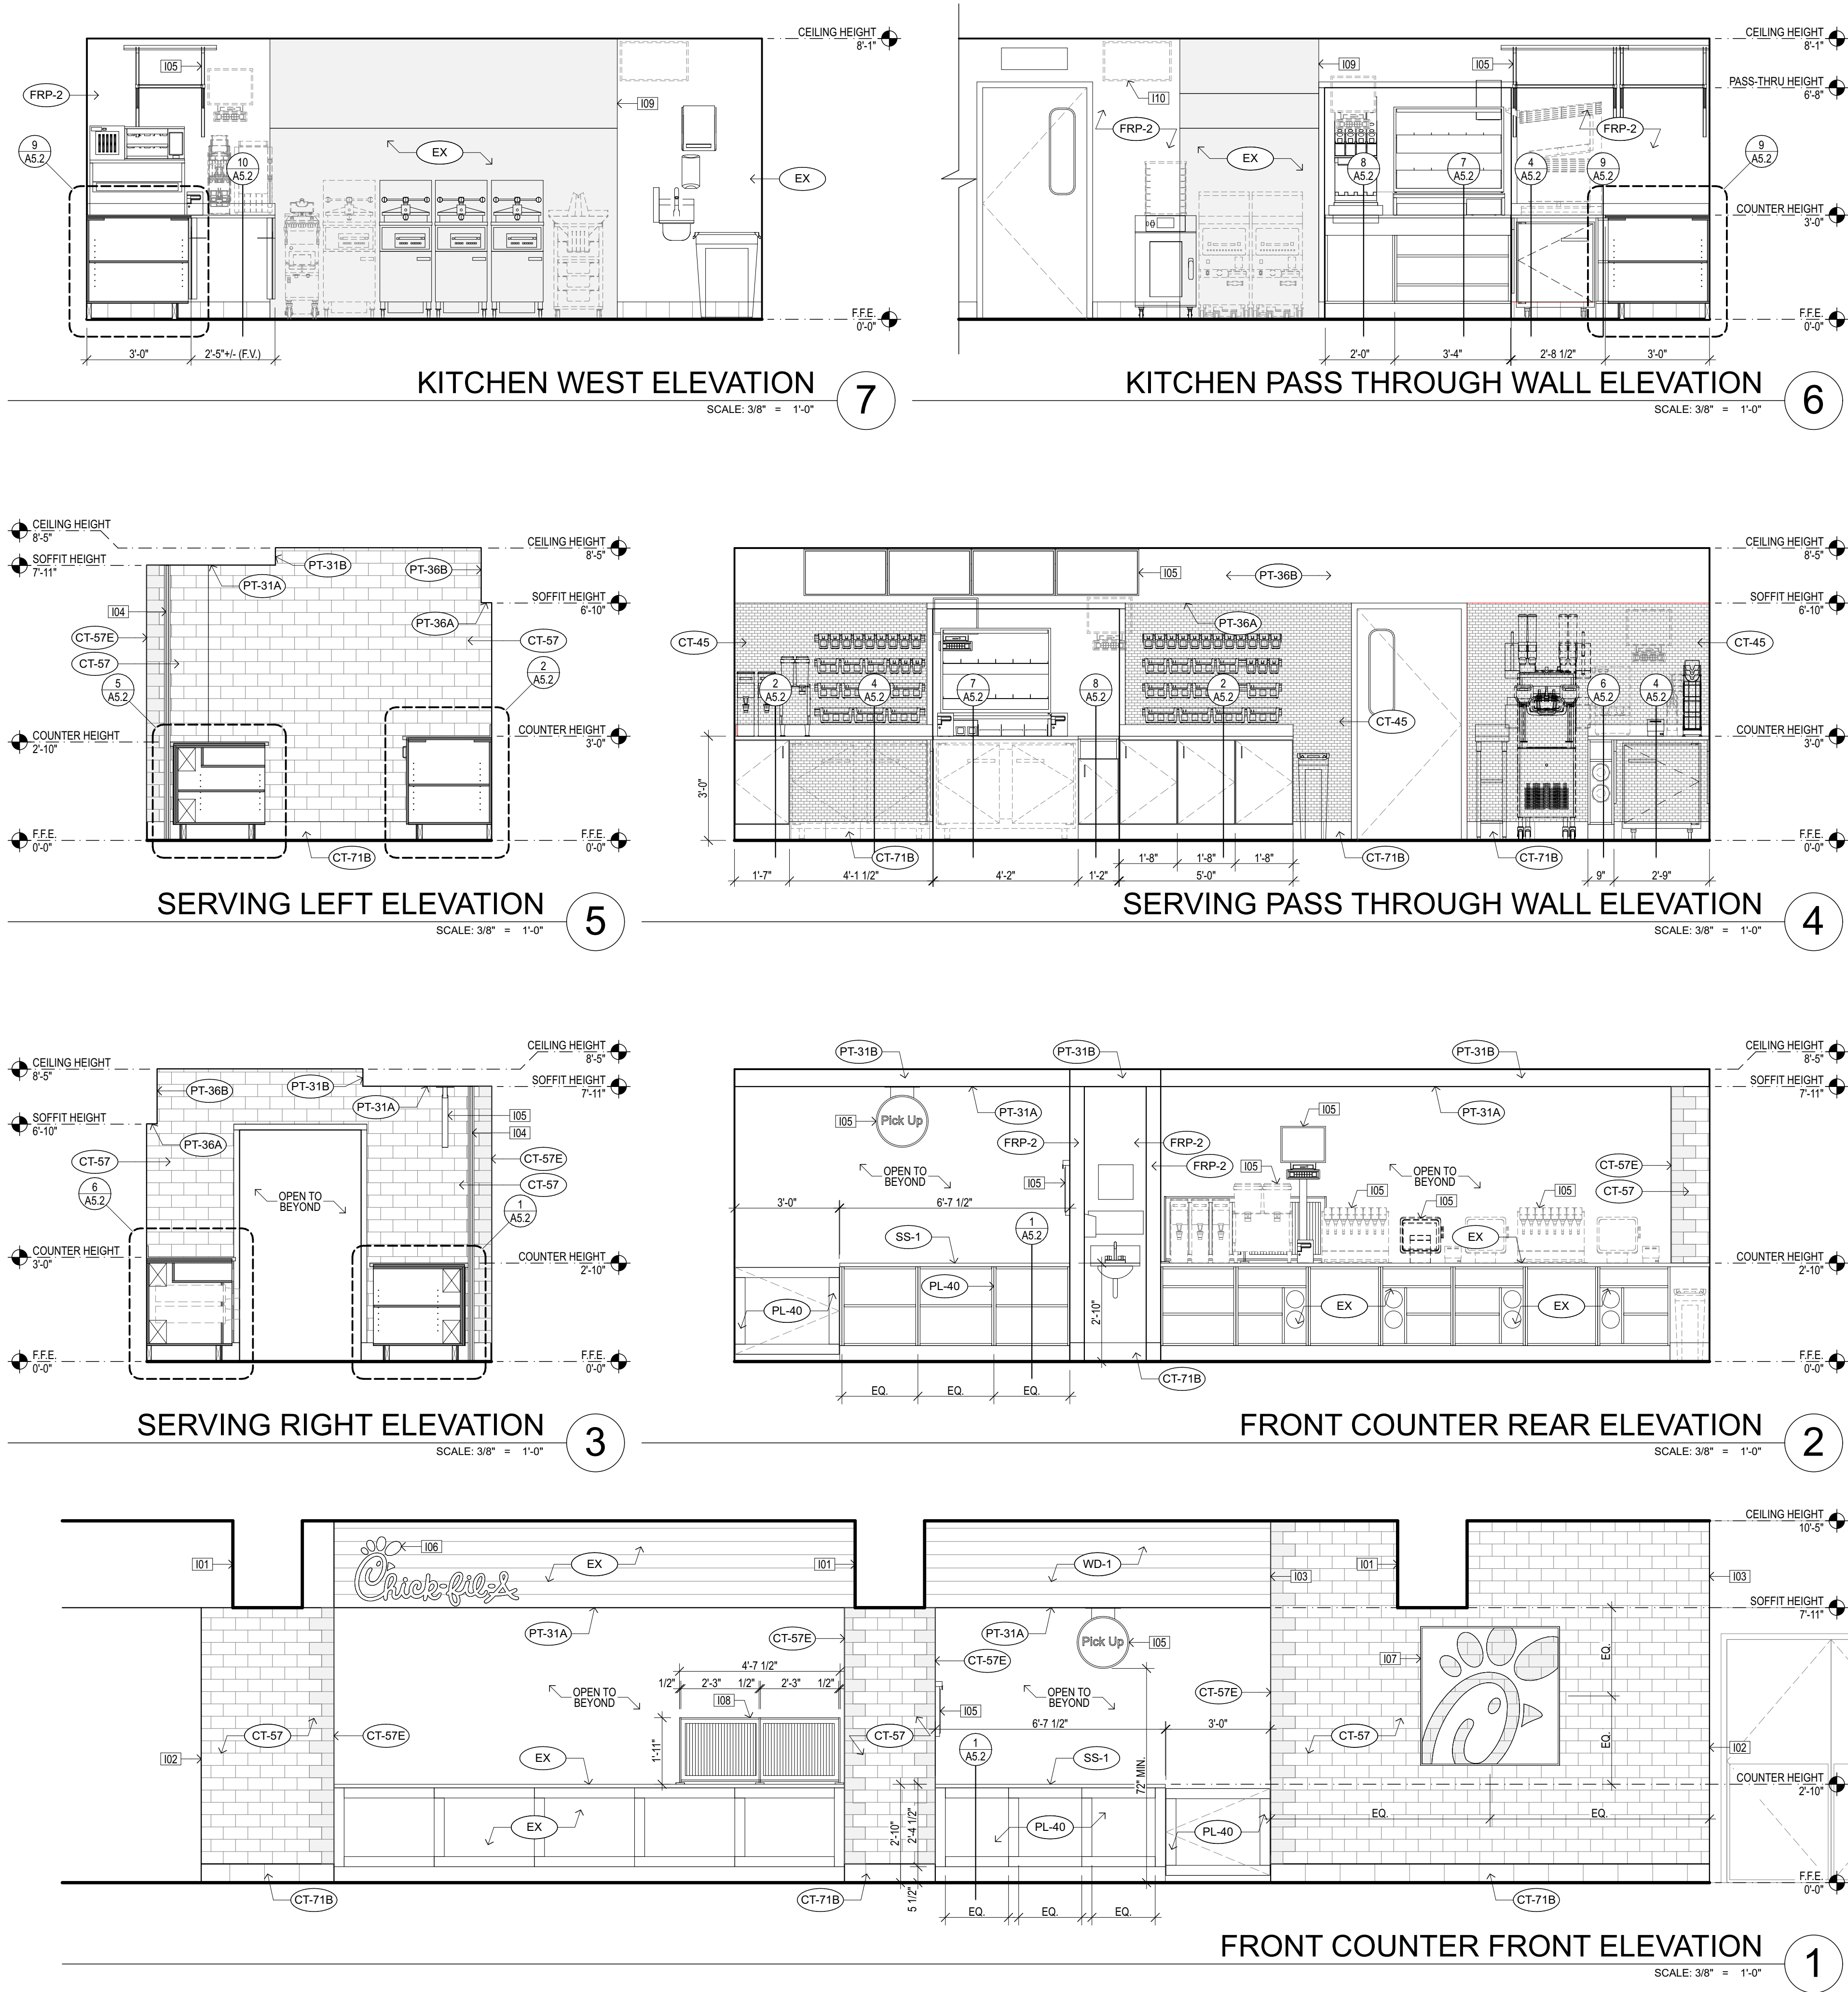 CEILING HEIGHT
8'-1"
I05
FRP-2
I09
9
A5.2
10
A5.2
EX
EX
F.F.E.
0'-0"
3'-0"
2'-5"+/- (F.V.)
KITCHEN WEST ELEVATION
7
SCALE: 3/8" = 1'-0"
CEILING HEIGHT
8'-1"
I09
I05
PASS-THRU HEIGHT
6'-8"
I10
FRP-2
FRP-2
EX
8
A5.2
7
A5.2
4
A5.2
9
A5.2
9
A5.2
COUNTER HEIGHT
3'-0"
F.F.E.
0'-0"
2'-0"
3'-4"
2'-8 1/2"
3'-0"
KITCHEN PASS THROUGH WALL ELEVATION
6
SCALE: 3/8" = 1'-0"
CEILING HEIGHT
8'-5"
SOFFIT HEIGHT
7'-11"
CEILING HEIGHT
8'-5"
PT-31B
PT-36B
PT-31A
I04
SOFFIT HEIGHT
6'-10"
PT-36A
CT-57E
CT-57
CT-57
5
A5.2
2
A5.2
COUNTER HEIGHT
2'-10"
COUNTER HEIGHT
3'-0"
F.F.E.
0'-0"
F.F.E.
0'-0"
CT-71B
SERVING LEFT ELEVATION
5
SCALE: 3/8" = 1'-0"
CEILING HEIGHT
8'-5"
I05
PT-36B
SOFFIT HEIGHT
6'-10"
PT-36A
CT-45
CT-45
2
A5.2
4
A5.2
7
A5.2
8
A5.2
2
A5.2
6
A5.2
4
A5.2
CT-45
COUNTER HEIGHT
3'-0"
3'-0"
F.F.E.
0'-0"
CT-71B
CT-71B
CT-71B
1'-8"
1'-8"
1'-8"
1'-7"
4'-1 1/2"
4'-2"
1'-2"
5'-0"
9"
2'-9"
SERVING PASS THROUGH WALL ELEVATION
4
SCALE: 3/8" = 1'-0"
CEILING HEIGHT
8'-5"
CEILING HEIGHT
8'-5"
PT-36B
PT-31B
SOFFIT HEIGHT
7'-11"
PT-31A
SOFFIT HEIGHT
6'-10"
I05
I04
PT-36A
CT-57
CT-57E
CT-57
6
A5.2
OPEN TO
BEYOND
1
A5.2
COUNTER HEIGHT
3'-0"
COUNTER HEIGHT
2'-10"
F.F.E.
0'-0"
F.F.E.
0'-0"
SERVING RIGHT ELEVATION
3
SCALE: 3/8" = 1'-0"
PT-31B
PT-31B
PT-31B
CEILING HEIGHT
8'-5"
SOFFIT HEIGHT
7'-11"
I05
Pick Up
PT-31A
I05
PT-31A
FRP-2
FRP-2
FRP-2
I05
CT-57E
OPEN TO
BEYOND
I05
OPEN TO
BEYOND
CT-57
3'-0"
6'-7 1/2"
I05
I05
I05
SS-1
1
A5.2
EX
COUNTER HEIGHT
2'-10"
PL-40
PL-40
2'-10"
EX
EX
F.F.E.
0'-0"
CT-71B
EQ.
EQ.
EQ.
FRONT COUNTER REAR ELEVATION
2
SCALE: 3/8" = 1'-0"
CEILING HEIGHT
10'-5"
I06
Chick-fil-A
I01
EX
I01
WD-1
I01
I03
I03
SOFFIT HEIGHT
7'-11"
PT-31A
CT-57E
PT-31A
Pick Up
I05
EQ.
CT-57E
I07
4'-7 1/2"
1/2"
2'-3"
1/2"
2'-3"
1/2"
I08
OPEN TO
BEYOND
OPEN TO
BEYOND
CT-57E
I05
6'-7 1/2"
3'-0"
CT-57
CT-57E
CT-57
CT-57
I02
1'-11"
EX
1
A5.2
SS-1
72" MIN.
EQ.
I02
COUNTER HEIGHT
2'-10"
EQ.
EQ.
EX
2'-10"
2'-4 1/2"
PL-40
PL-40
F.F.E.
0'-0"
CT-71B
CT-71B
5 1/2"
CT-71B
EQ.
EQ.
EQ.
FRONT COUNTER FRONT ELEVATION
1
SCALE: 3/8" = 1'-0"